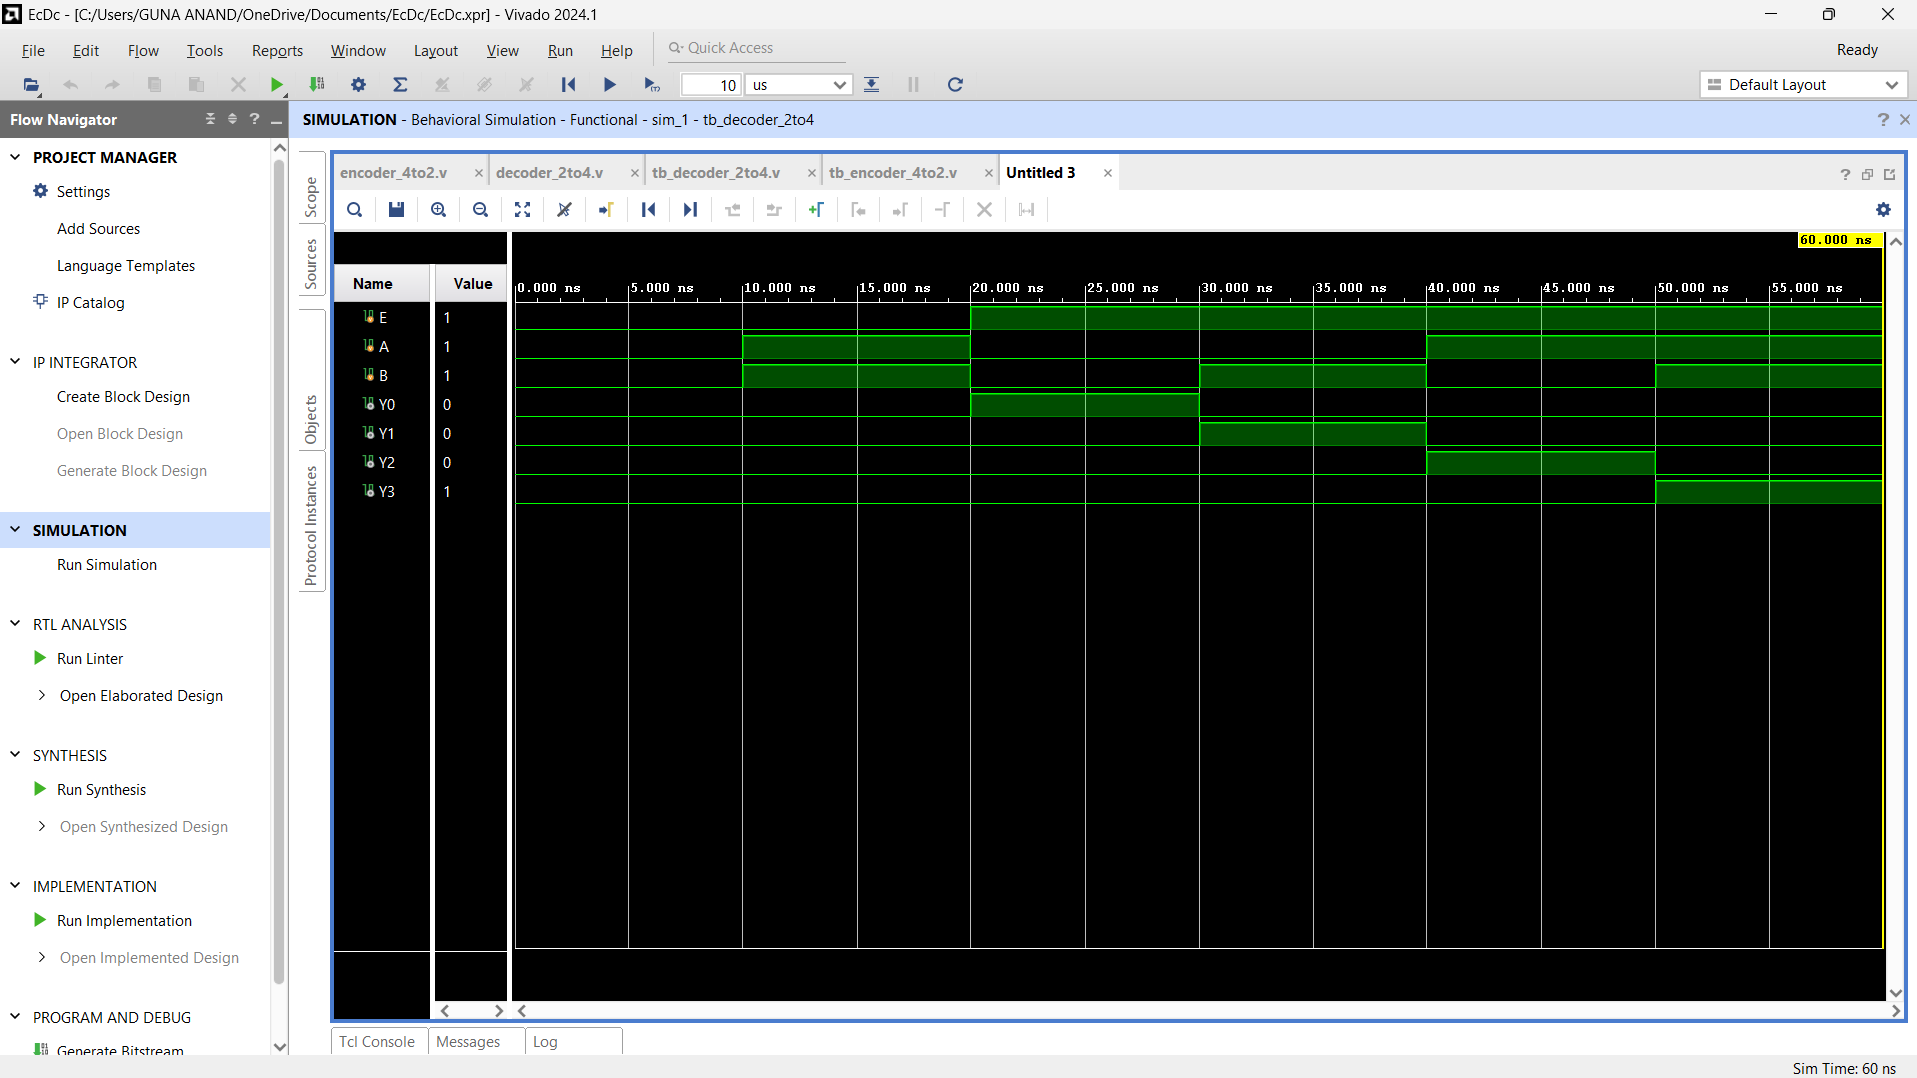 EcDc - [C:/Users/GUNA ANAND/OneDrive/Documents/EcDc/EcDc.xpr] - Vivado 2024.1
File Edit Flow Tools Reports Window Layout View Run Help Quick Access Ready
10 us Default Layout
Flow Navigator
SIMULATION - Behavioral Simulation - Functional - sim_1 - tb_decoder_2to4
PROJECT MANAGER
Settings
Add Sources
Language Templates
IP Catalog
IP INTEGRATOR
Create Block Design
Open Block Design
Generate Block Design
SIMULATION
Run Simulation
RTL ANALYSIS
Run Linter
Open Elaborated Design
SYNTHESIS
Run Synthesis
Open Synthesized Design
IMPLEMENTATION
Run Implementation
Open Implemented Design
PROGRAM AND DEBUG
Generate Bitstream
Scope
Sources
Objects
Protocol Instances
encoder_4to2.v decoder_2to4.v tb_decoder_2to4.v tb_encoder_4to2.v Untitled 3
60.000 ns
Name Value
0.000 ns 5.000 ns 10.000 ns 15.000 ns 20.000 ns 25.000 ns 30.000 ns 35.000 ns 40.000 ns 45.000 ns 50.000 ns 55.000 ns
E 1
A 1
B 1
Y0 0
Y1 0
Y2 0
Y3 1
Tcl Console Messages Log
Sim Time: 60 ns